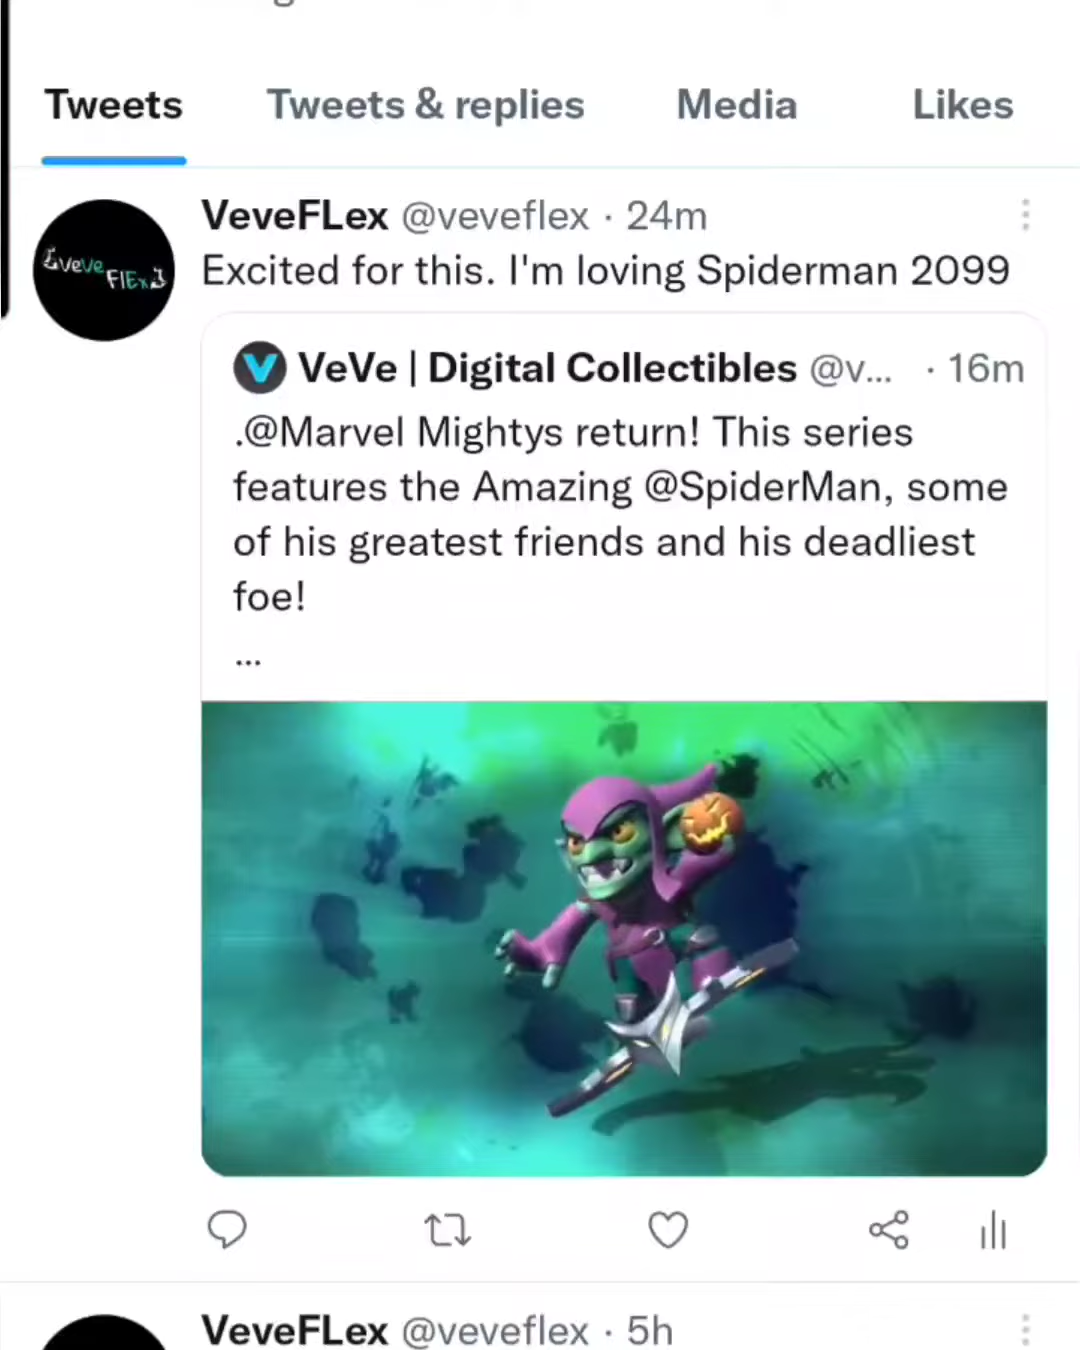 Tweets Tweets & replies Media Likes
VeveFLex @veveflex · 24m
Excited for this. I'm loving Spiderman 2099
VeVe | Digital Collectibles @v... · 16m
.@Marvel Mightys return! This series
features the Amazing @SpiderMan, some
of his greatest friends and his deadliest
foe!
...
veve
FlEx
VeveFLex @veveflex · 5h